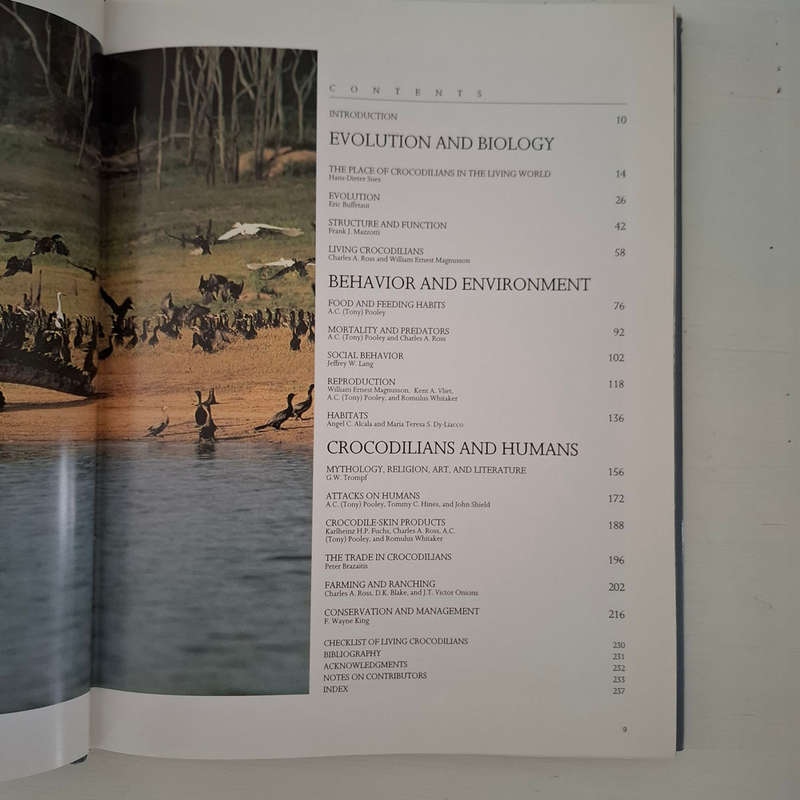 CONTENTS
INTRODUCTION 10
EVOLUTION AND BIOLOGY
THE PLACE OF CROCODILIANS IN THE LIVING WORLD 14
Hans-Dieter Sues
EVOLUTION 26
Eric Buffetaut
STRUCTURE AND FUNCTION 42
Frank J. Mazzotti
LIVING CROCODILIANS 58
Charles A. Ross and William Ernest Magnusson
BEHAVIOR AND ENVIRONMENT
FOOD AND FEEDING HABITS 76
A.C. (Tony) Pooley
MORTALITY AND PREDATORS 92
A.C. (Tony) Pooley and Charles A. Ross
SOCIAL BEHAVIOR 102
Jeffrey W. Lang
REPRODUCTION 118
William Ernest Magnusson, Kent A. Vliet,
A.C. (Tony) Pooley, and Romulus Whitaker
HABITATS 136
Angel C. Alcala and Maria Teresa S. Dy-Liacco
CROCODILIANS AND HUMANS
MYTHOLOGY, RELIGION, ART, AND LITERATURE 156
G.W. Trompf
ATTACKS ON HUMANS 172
A.C. (Tony) Pooley, Tommy C. Hines, and John Shield
CROCODILE-SKIN PRODUCTS 188
Karlheinz H.P. Fuchs, Charles A. Ross, A.C.
(Tony) Pooley, and Romulus Whitaker
THE TRADE IN CROCODILIANS 196
Peter Brazaitis
FARMING AND RANCHING 202
Charles A. Ross, D.K. Blake, and J.T. Victor Onions
CONSERVATION AND MANAGEMENT 216
F. Wayne King
CHECKLIST OF LIVING CROCODILIANS 230
BIBLIOGRAPHY 231
ACKNOWLEDGMENTS 232
NOTES ON CONTRIBUTORS 233
INDEX 237
9